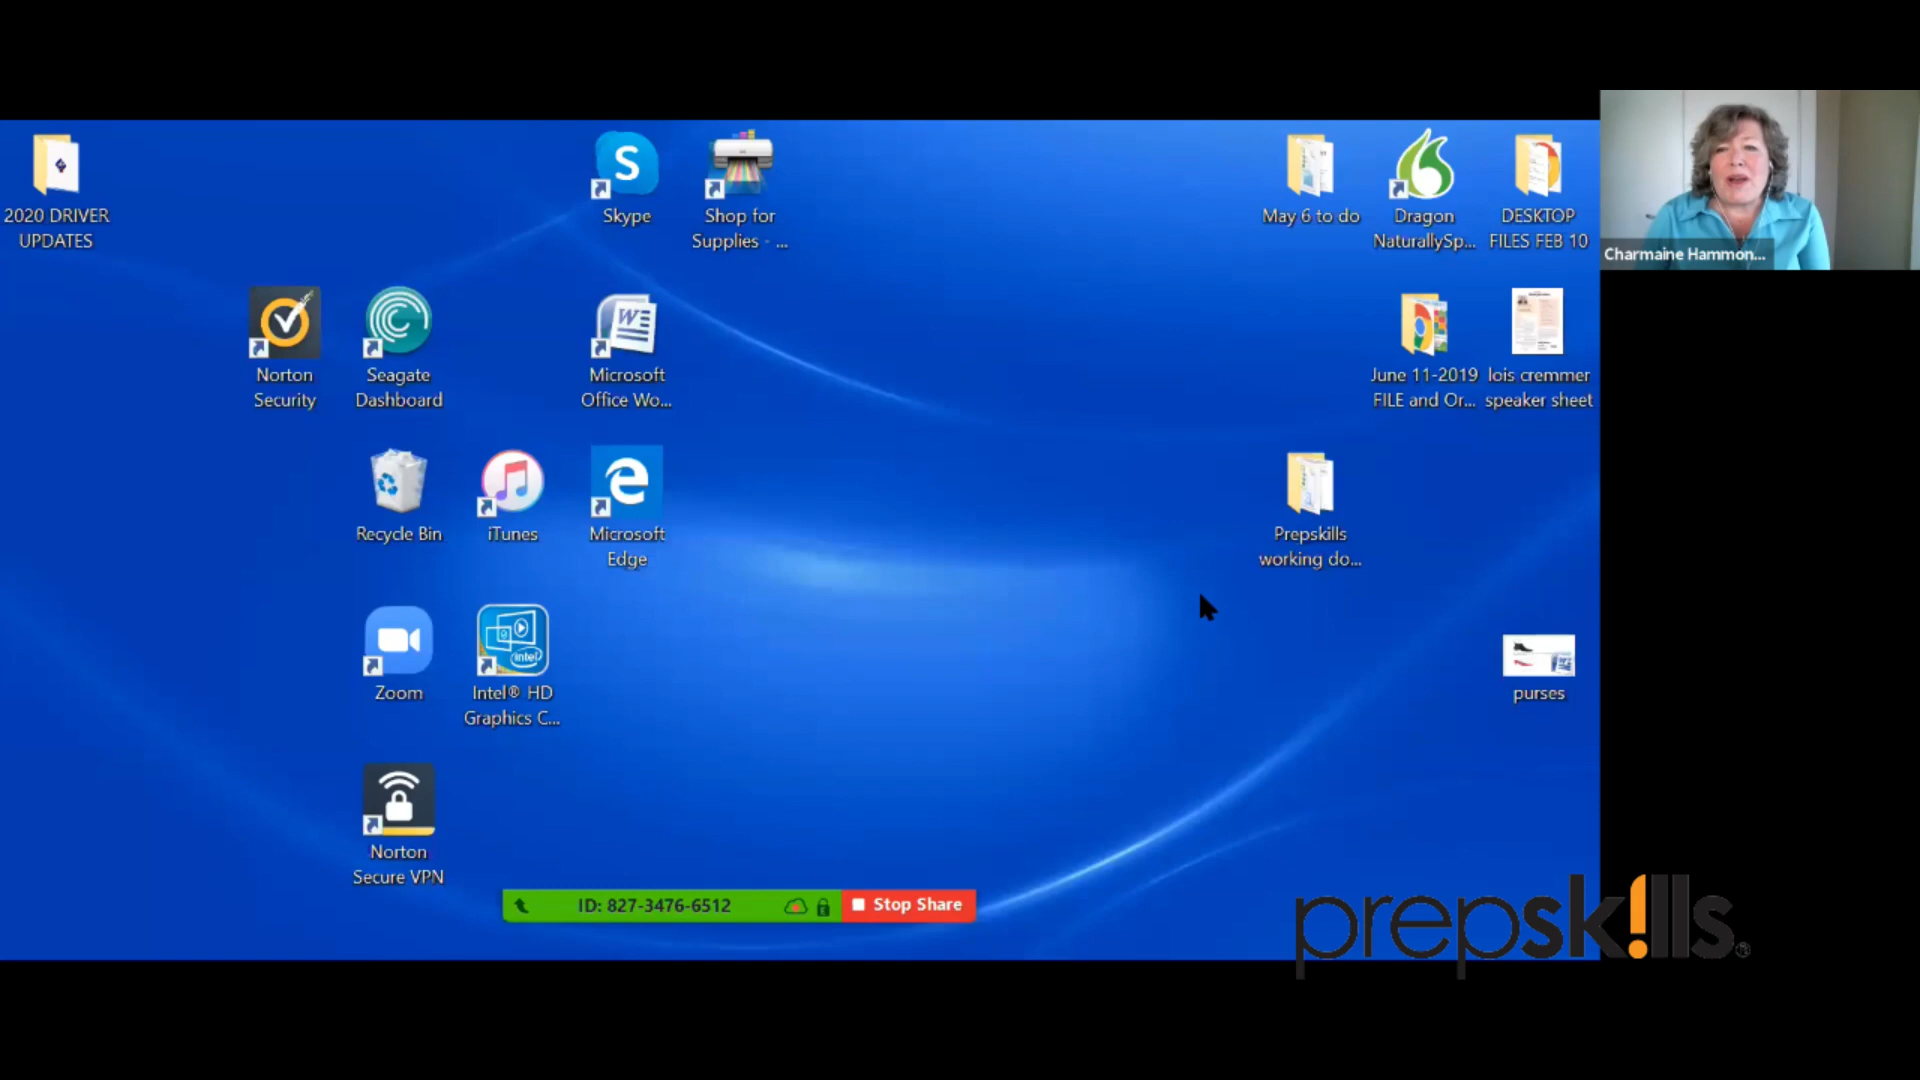 2020 DRIVER
UPDATES
Skype
Shop for
Supplies - ...
May 6 to do
Dragon
NaturallySp...
DESKTOP
FILES FEB 10
Charmaine Hammon...
Norton
Security
Seagate
Dashboard
W
Microsoft
Office Wo...
June 11-2019
FILE and Or...
lois cremmer
speaker sheet
Recycle Bin
iTunes
Microsoft
Edge
Prepskills
working do...
Zoom
intel
Intel® HD
Graphics C...
purses
Norton
Secure VPN
ID: 827-3476-6512
Stop Share
prepsk!lls®